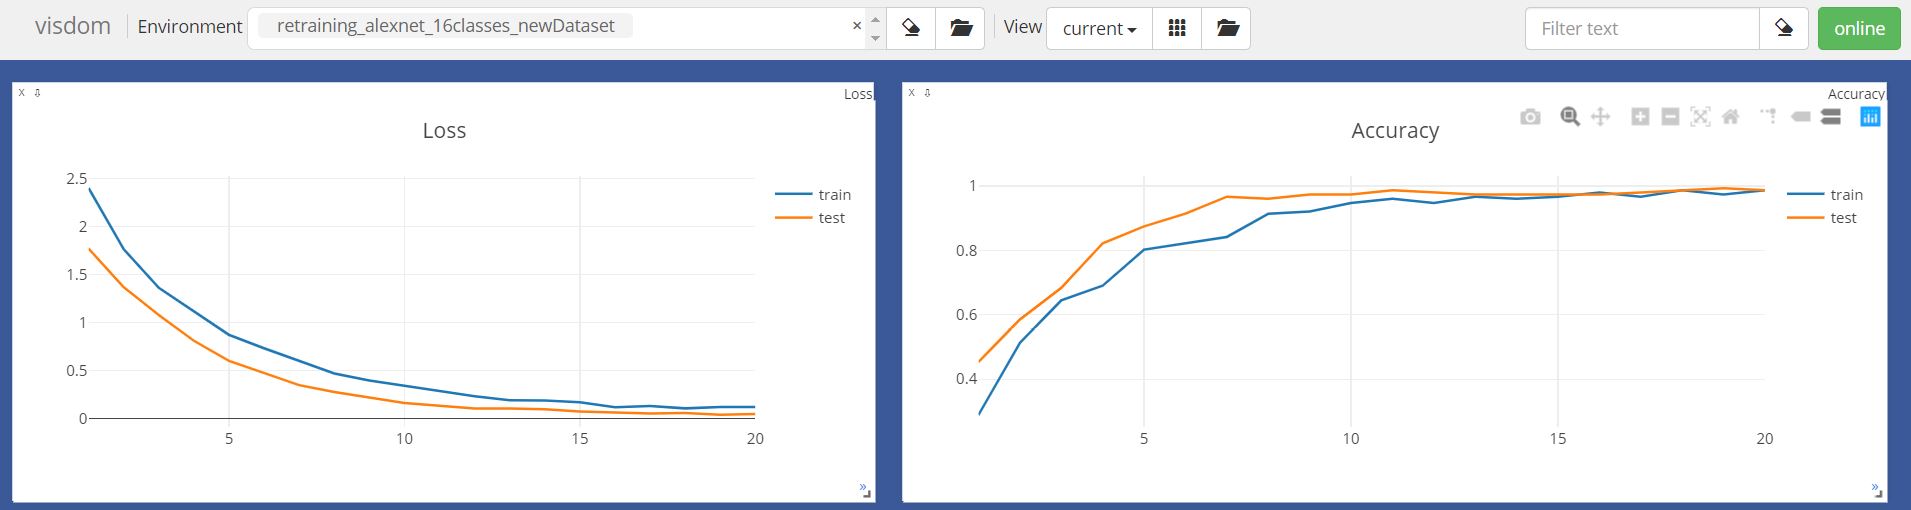 visdom Environment retraining_alexnet_16classes_newDataset × View current Filter text online
X Loss
Loss
2.5
2
1.5
1
0.5
0
5 10 15 20
train
test
»
X Accuracy
Accuracy
1
0.8
0.6
0.4
5 10 15 20
train
test
»